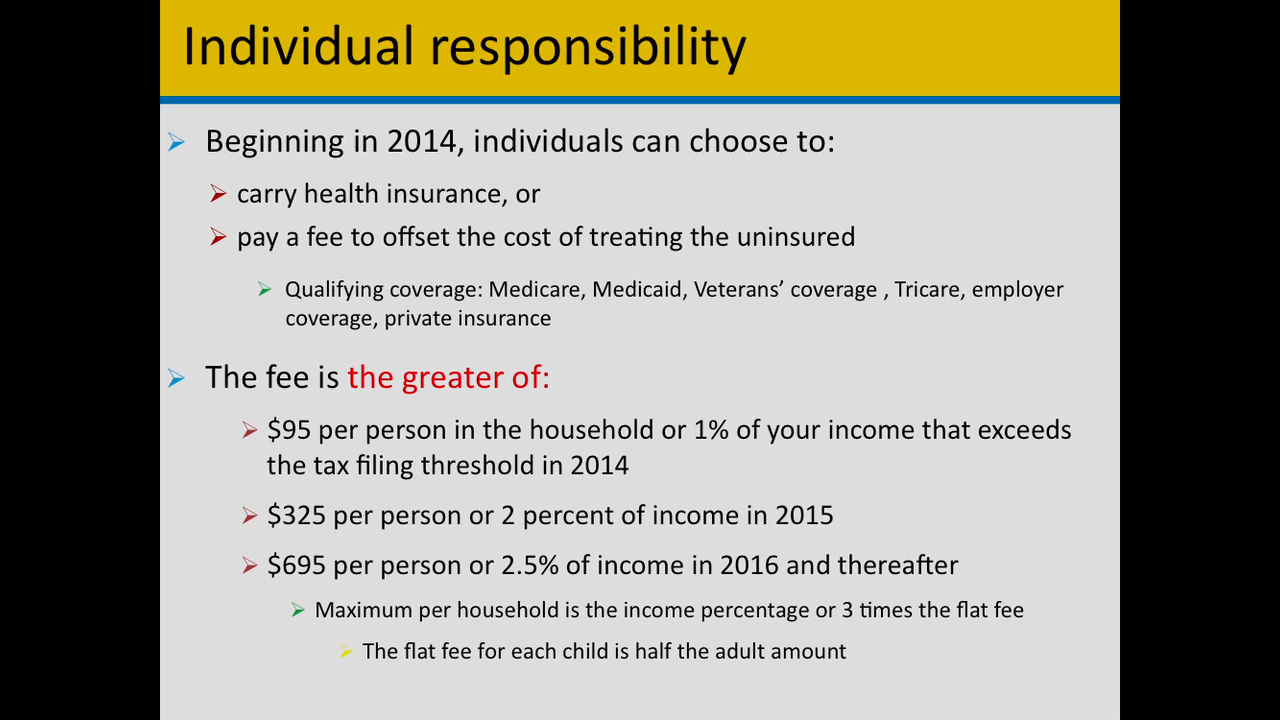 Individual responsibility
Beginning in 2014, individuals can choose to:
carry health insurance, or
pay a fee to offset the cost of treating the uninsured
Qualifying coverage: Medicare, Medicaid, Veterans’ coverage , Tricare, employer
coverage, private insurance
The fee is the greater of:
$95 per person in the household or 1% of your income that exceeds
the tax filing threshold in 2014
$325 per person or 2 percent of income in 2015
$695 per person or 2.5% of income in 2016 and thereafter
Maximum per household is the income percentage or 3 times the flat fee
The flat fee for each child is half the adult amount